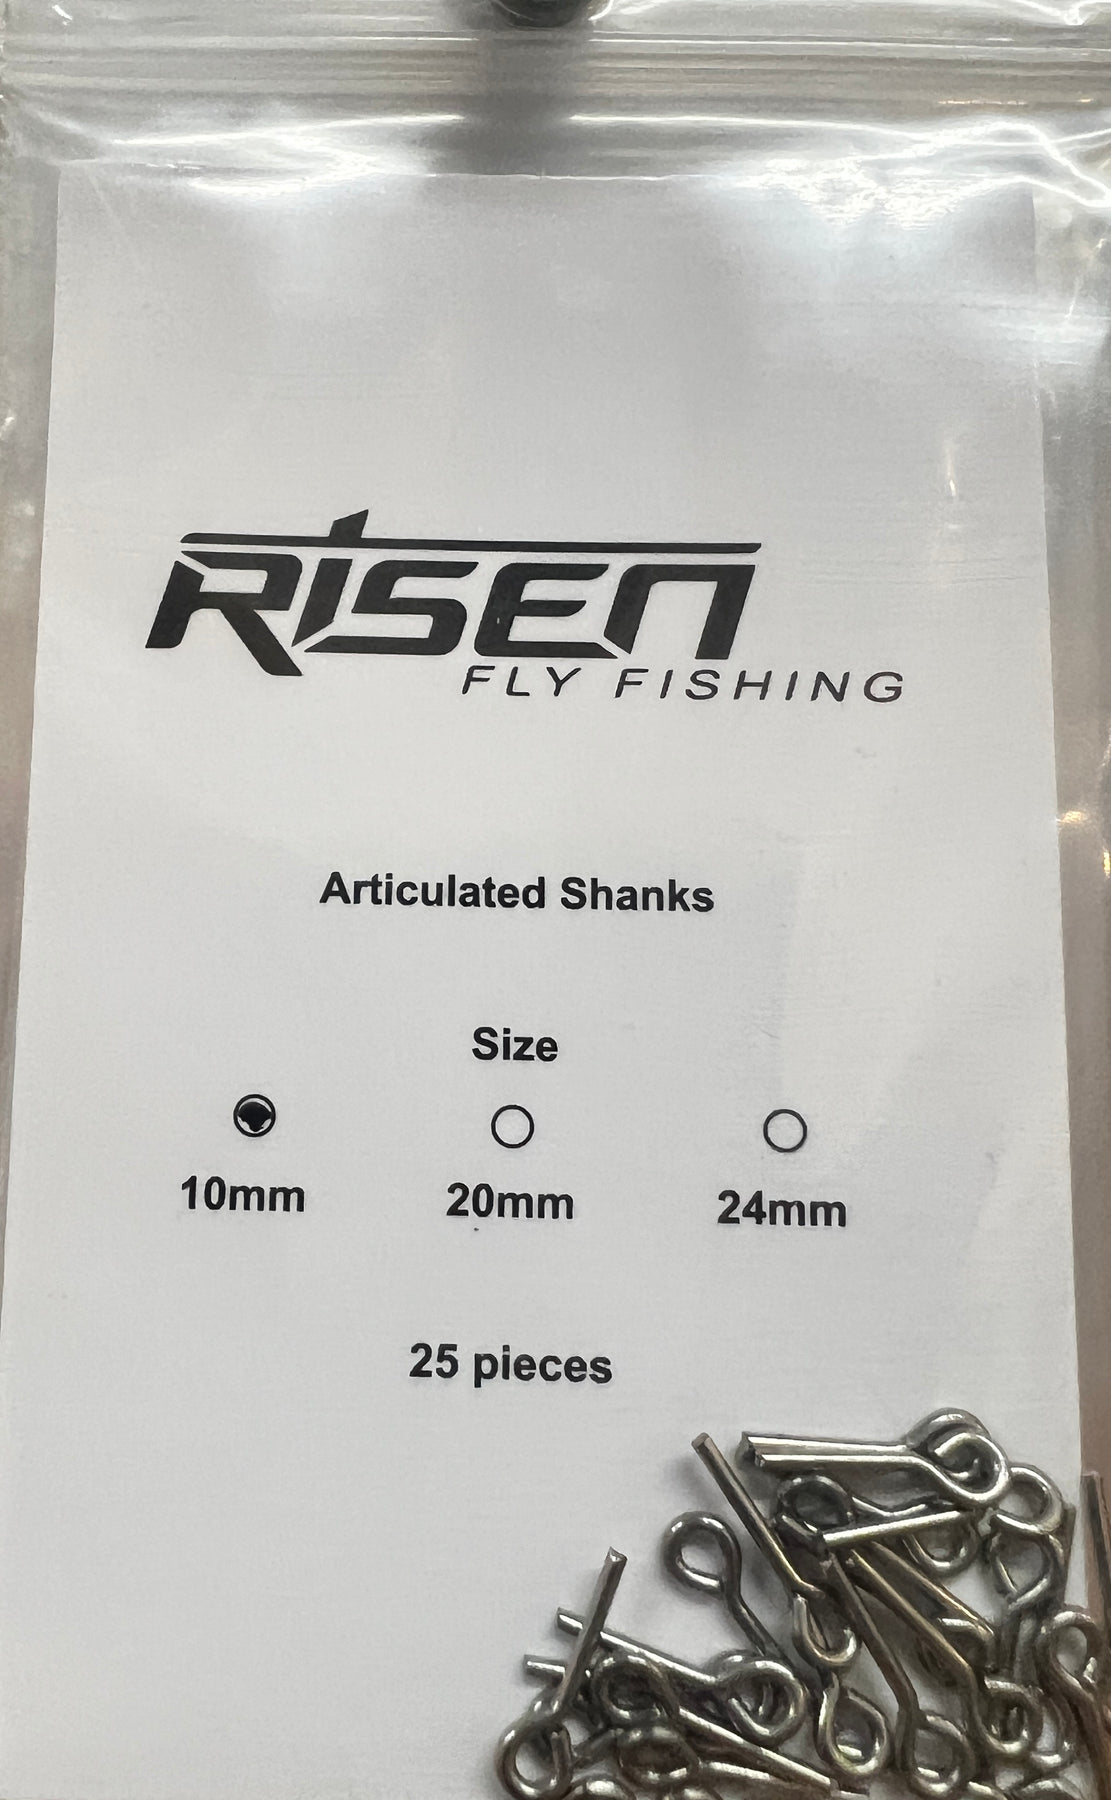 RISEN
FLY FISHING
Articulated Shanks
Size
10mm 20mm 24mm
25 pieces